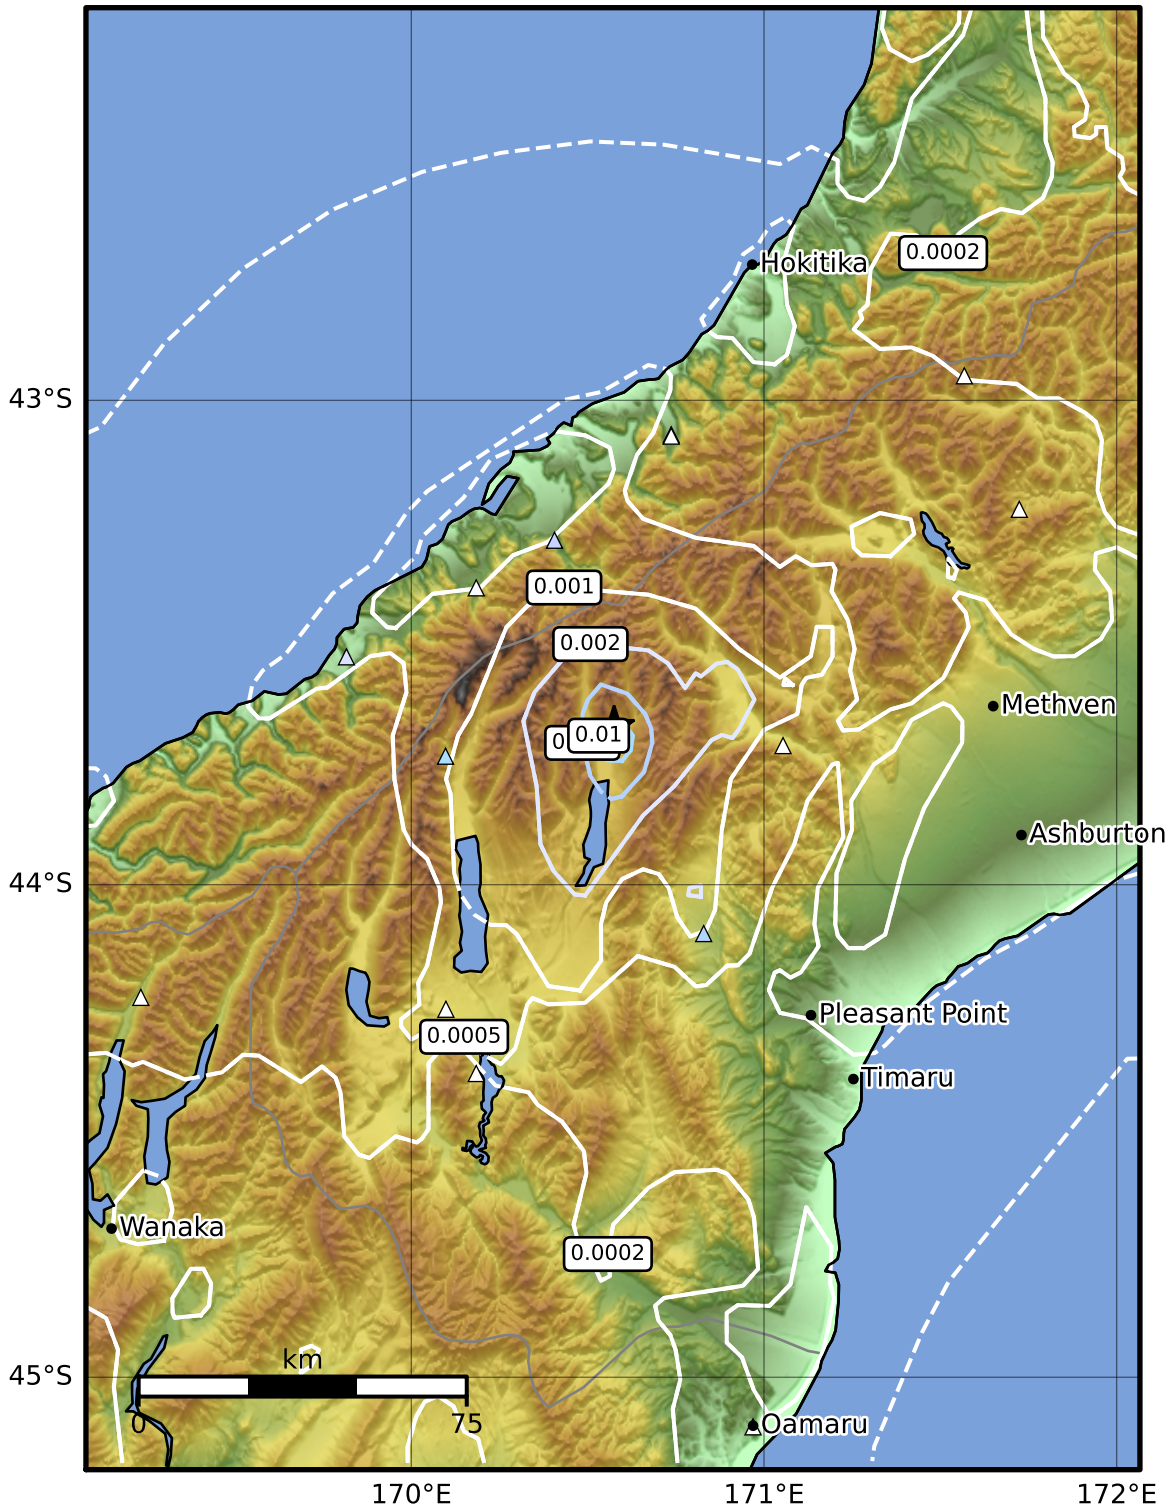 0.0002
Hokitika
43°S
0.001
0.002
Methven
0.01
Ashburton
44°S
Pleasant Point
0.0005
Timaru
Wanaka
0.0002
km
45°S
0
75
Oamaru
170°E
171°E
172°E